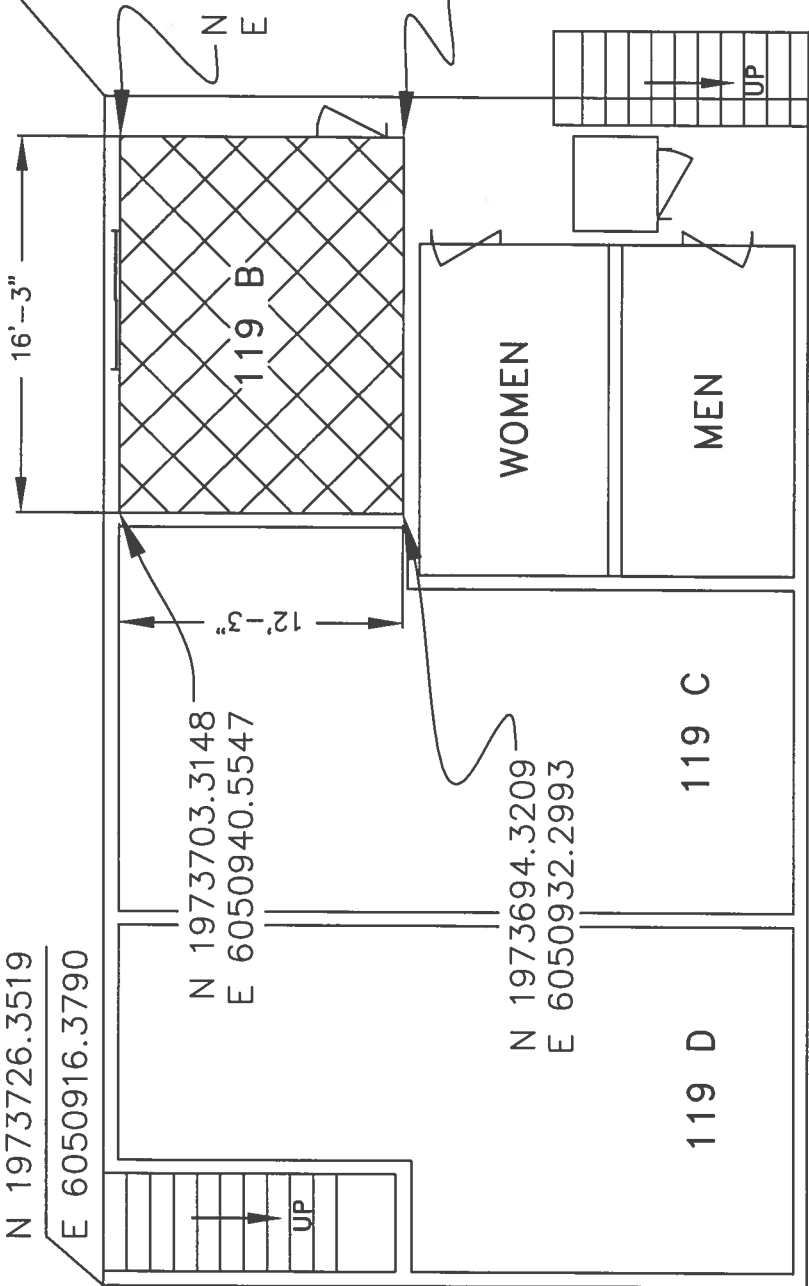 N 1973726.3519
E 6050916.3790
16'-3"
N
E
119 B
12'-3"
N 1973703.3148
E 6050940.5547
N 1973694.3209
E 6050932.2993
WOMEN
MEN
119 C
119 D
UP
UP